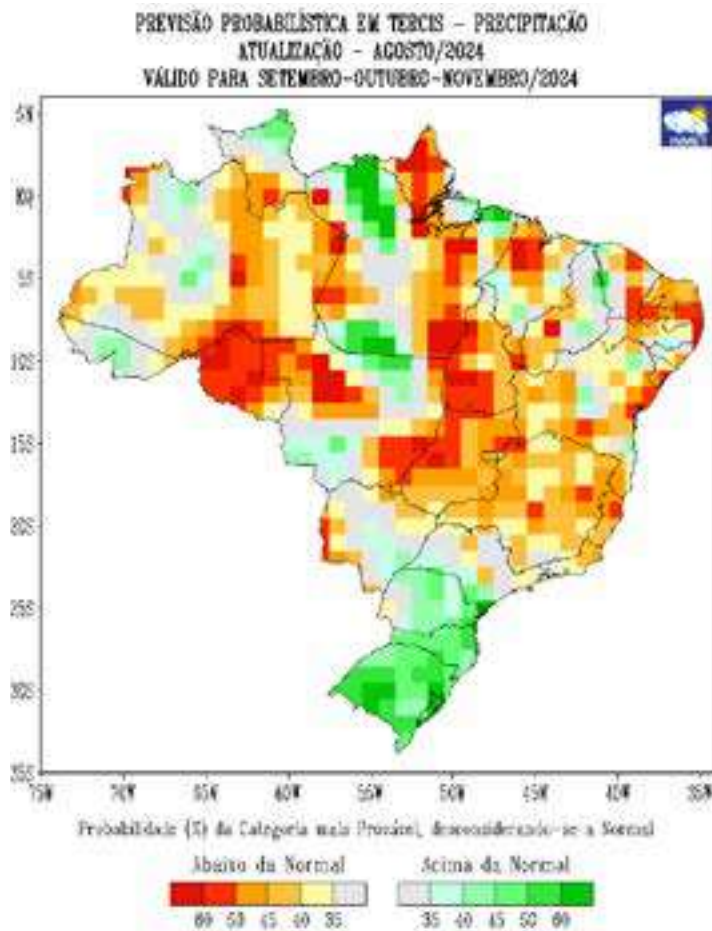 PREVISÃO PROBABILÍSTICA EM TERCIS - PRECIPITAÇÃO
ATUALIZAÇÃO - AGOSTO/2024
VÁLIDO PARA SETEMBRO-OUTUBRO-NOVEMBRO/2024
5N
EQ
5S
10S
15S
20S
25S
30S
35S
75W 70W 65W 60W 55W 50W 45W 40W 35W
Probabilidade (%) da Categoria mais Provável, desconsiderando-se a Normal
Abaixo da Normal Acima da Normal
60 50 45 40 35 35 40 45 50 60